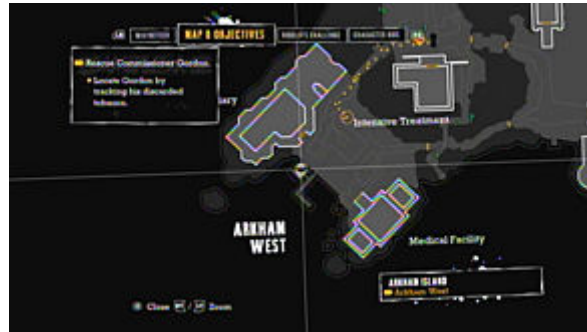 MAP & OBJECTIVES
RIDDLER'S CHALLENGE
CHARACTER BIOS
Rescue Commissioner Gordon.
Locate Gordon by
tracking his discarded
tobacco.
Intensive Treatment
ARKHAM
WEST
Medical Facility
ARKHAM ISLAND
Arkham West
Close
Zoom